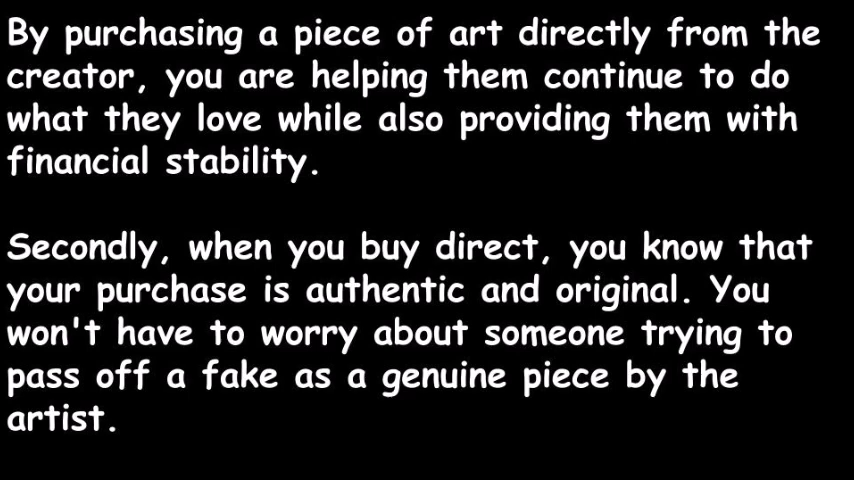 By purchasing a piece of art directly from the
creator, you are helping them continue to do
what they love while also providing them with
financial stability.
Secondly, when you buy direct, you know that
your purchase is authentic and original. You
won't have to worry about someone trying to
pass off a fake as a genuine piece by the
artist.